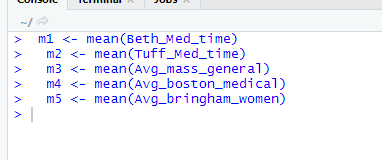 Console Terminal Jobs
~/
> m1 <- mean(Beth_Med_time)
> m2 <- mean(Tuff_Med_time)
> m3 <- mean(Avg_mass_general)
> m4 <- mean(Avg_boston_medical)
> m5 <- mean(Avg_bringham_women)
>